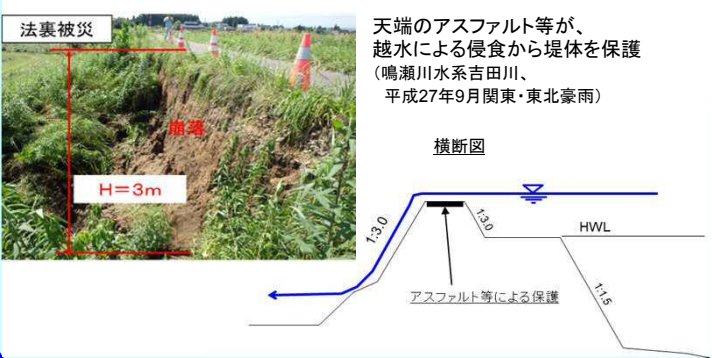 法裏被災
崩落
H=3m
天端のアスファルト等が、
越水による侵食から堤体を保護
（鳴瀬川水系吉田川、
平成27年9月関東・東北豪雨）
横断図
1:3.0
1:3.0
HWL
1:1.5
アスファルト等による保護